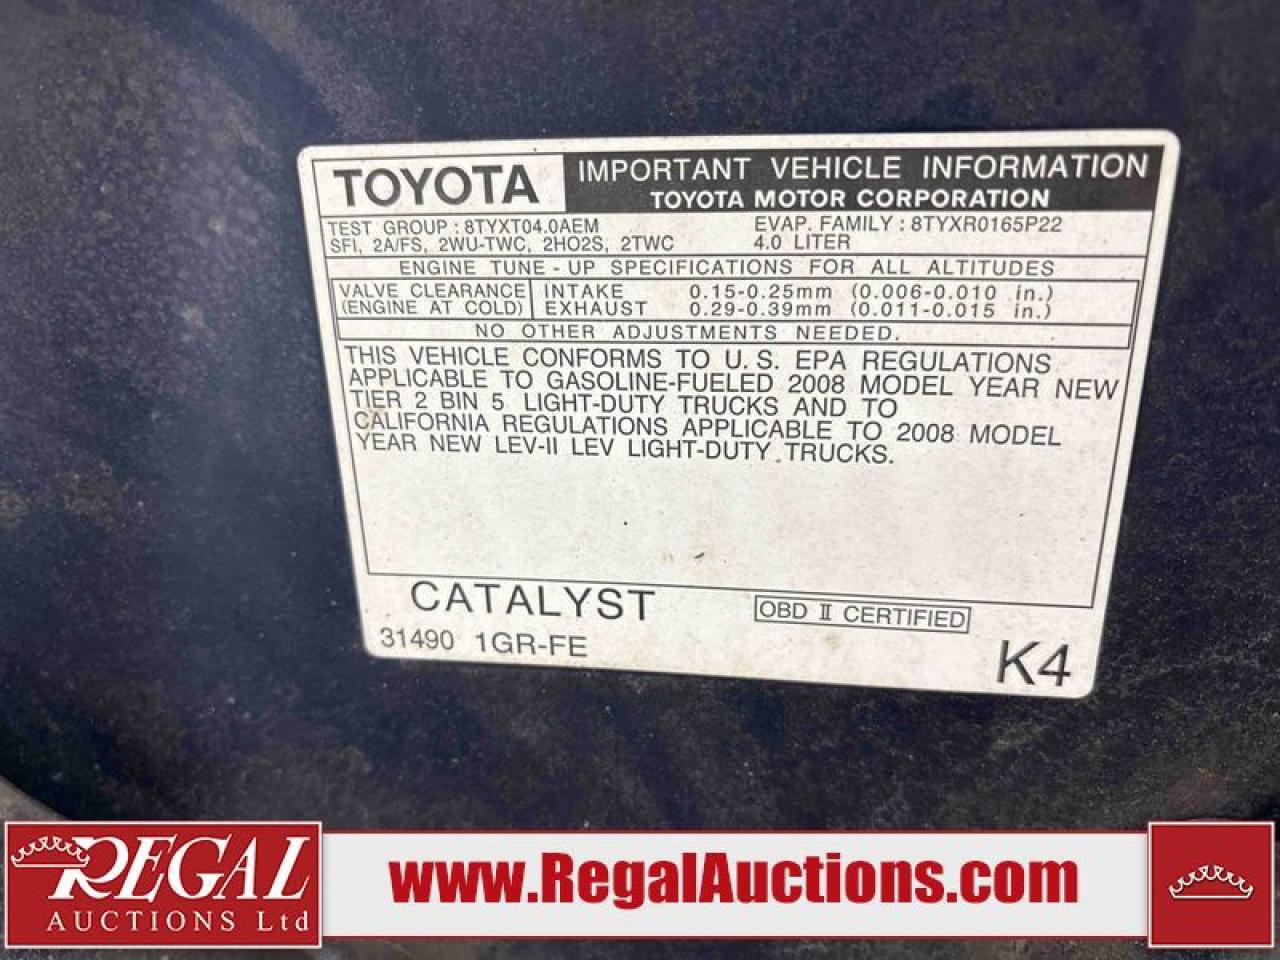 TOYOTA
IMPORTANT VEHICLE INFORMATION
TOYOTA MOTOR CORPORATION
TEST GROUP : 8TYXT04.0AEM EVAP. FAMILY : 8TYXR0165P22
SFI, 2A/FS, 2WU-TWC, 2HO2S, 2TWC 4.0 LITER
ENGINE TUNE - UP SPECIFICATIONS FOR ALL ALTITUDES
VALVE CLEARANCE INTAKE 0.15-0.25mm (0.006-0.010 in.)
(ENGINE AT COLD) EXHAUST 0.29-0.39mm (0.011-0.015 in.)
NO OTHER ADJUSTMENTS NEEDED.
THIS VEHICLE CONFORMS TO U.S. EPA REGULATIONS
APPLICABLE TO GASOLINE-FUELED 2008 MODEL YEAR NEW
TIER 2 BIN 5 LIGHT-DUTY TRUCKS AND TO
CALIFORNIA REGULATIONS APPLICABLE TO 2008 MODEL
YEAR NEW LEV-II LEV LIGHT-DUTY TRUCKS.
CATALYST
OBD II CERTIFIED
31490 1GR-FE
K4
REGAL
AUCTIONS Ltd
www.RegalAuctions.com